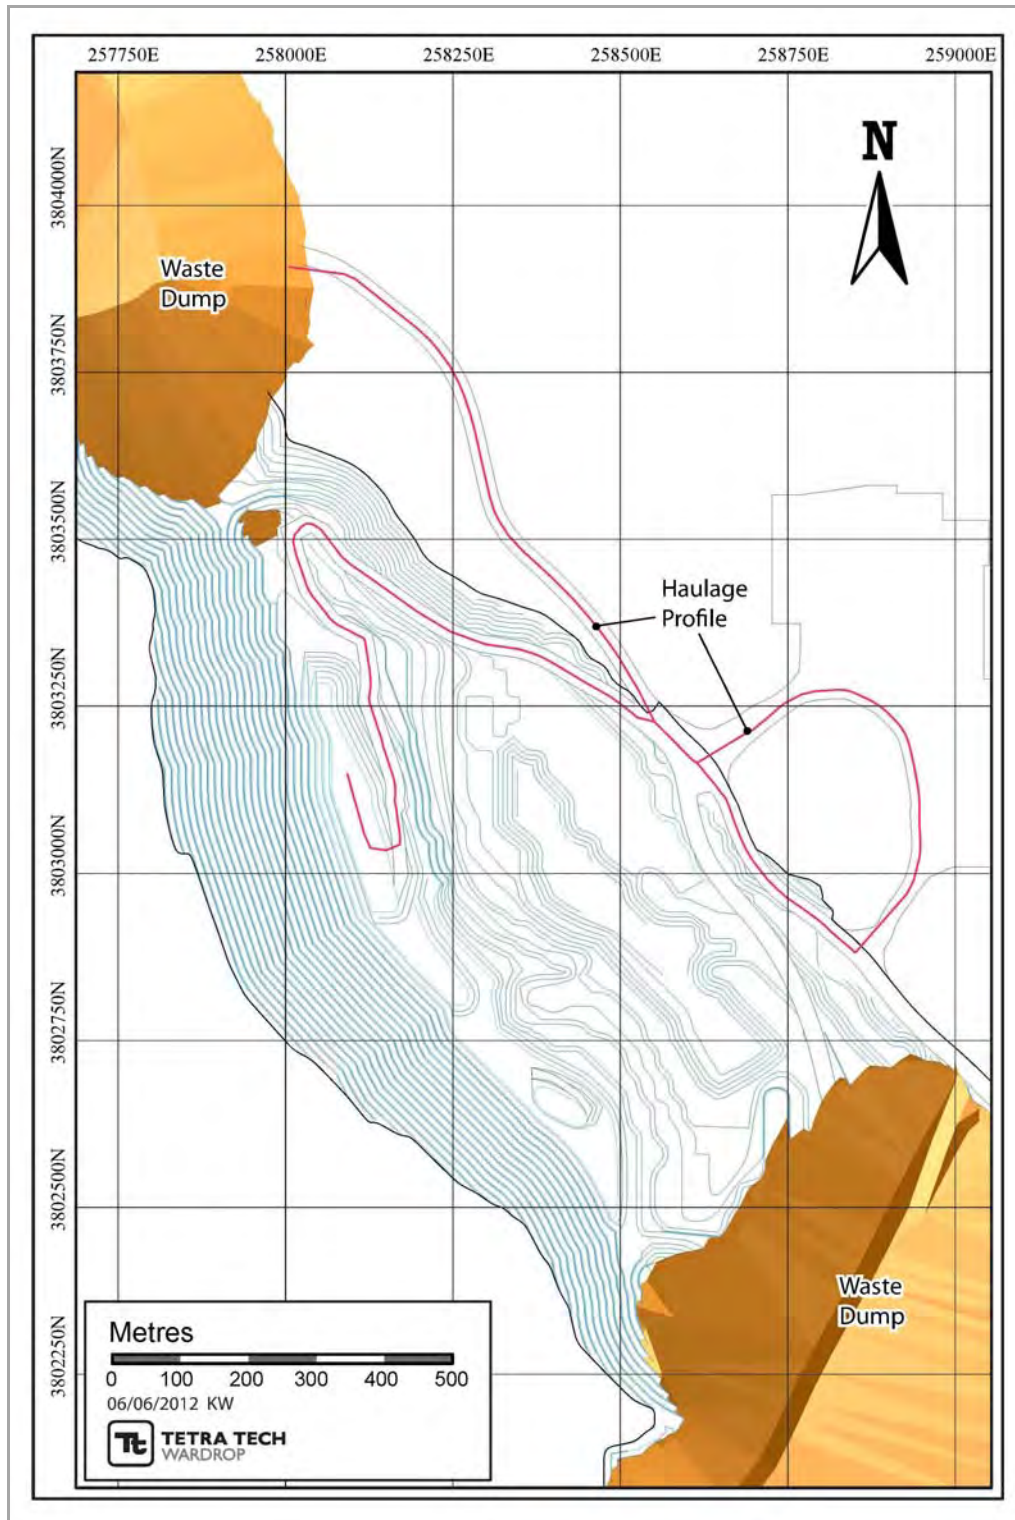 257750E 258000E 258250E 258500E 258750E 259000E
N
3804000N
Waste
Dump
3803750N
3803500N
Haulage
Profile
3803250N
3803000N
3802750N
3802500N
Waste
Dump
3802250N
Metres
0 100 200 300 400 500
06/06/2012 KW
Tt
TETRA TECH
WARDROP